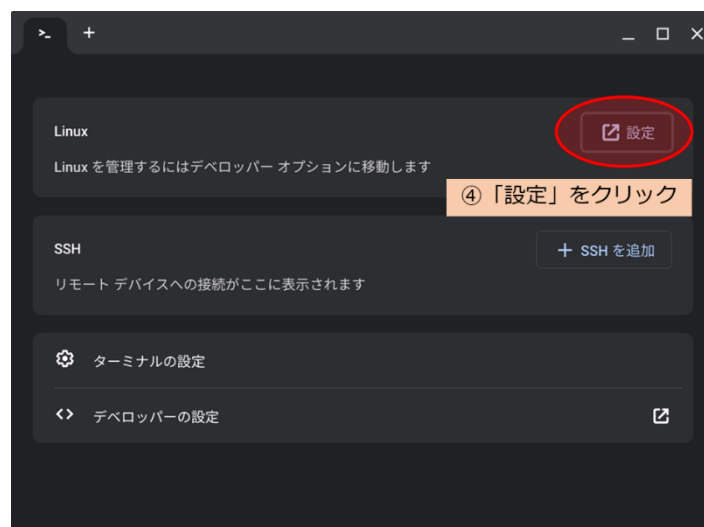 Linux
設定
Linux を管理するにはデベロッパー オプションに移動します
④「設定」をクリック
SSH
+ SSH を追加
リモート デバイスへの接続がここに表示されます
ターミナルの設定
デベロッパーの設定